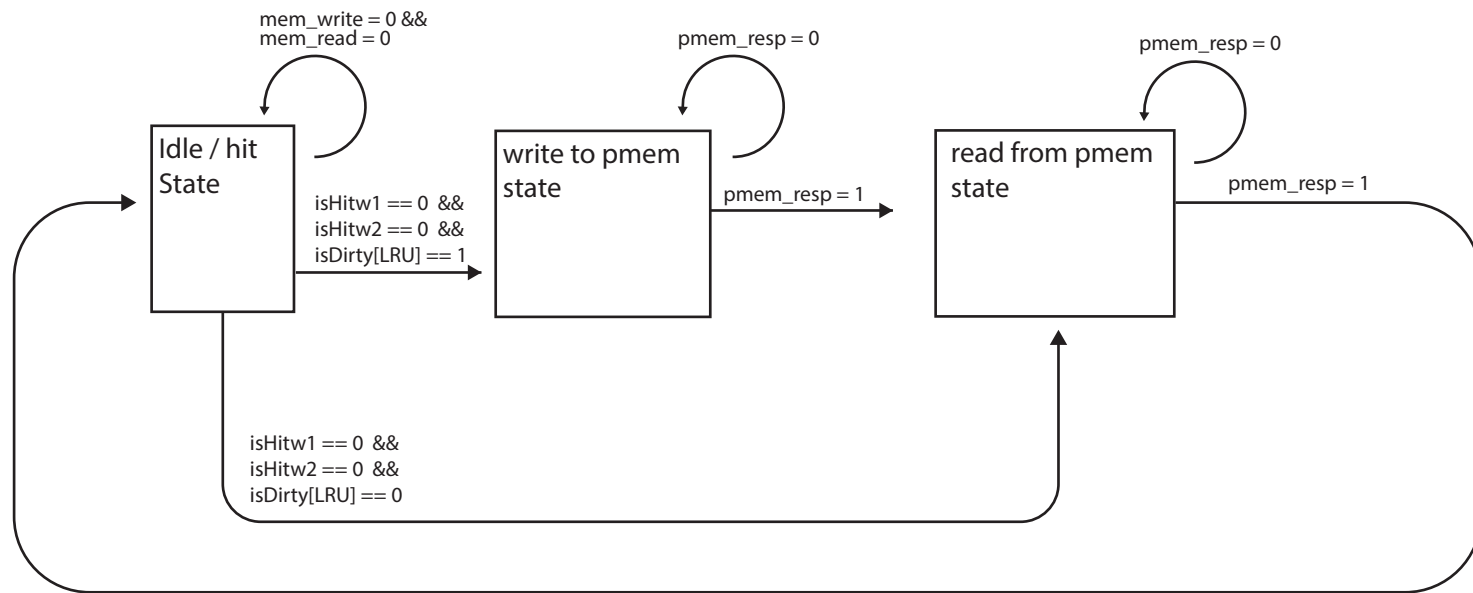 mem_write = 0 &&
mem_read = 0
pmem_resp = 0
pmem_resp = 0
Idle / hit
State
write to pmem
state
read from pmem
state
isHitw1 == 0 &&
isHitw2 == 0 &&
isDirty[LRU] == 1
pmem_resp = 1
pmem_resp = 1
isHitw1 == 0 &&
isHitw2 == 0 &&
isDirty[LRU] == 0